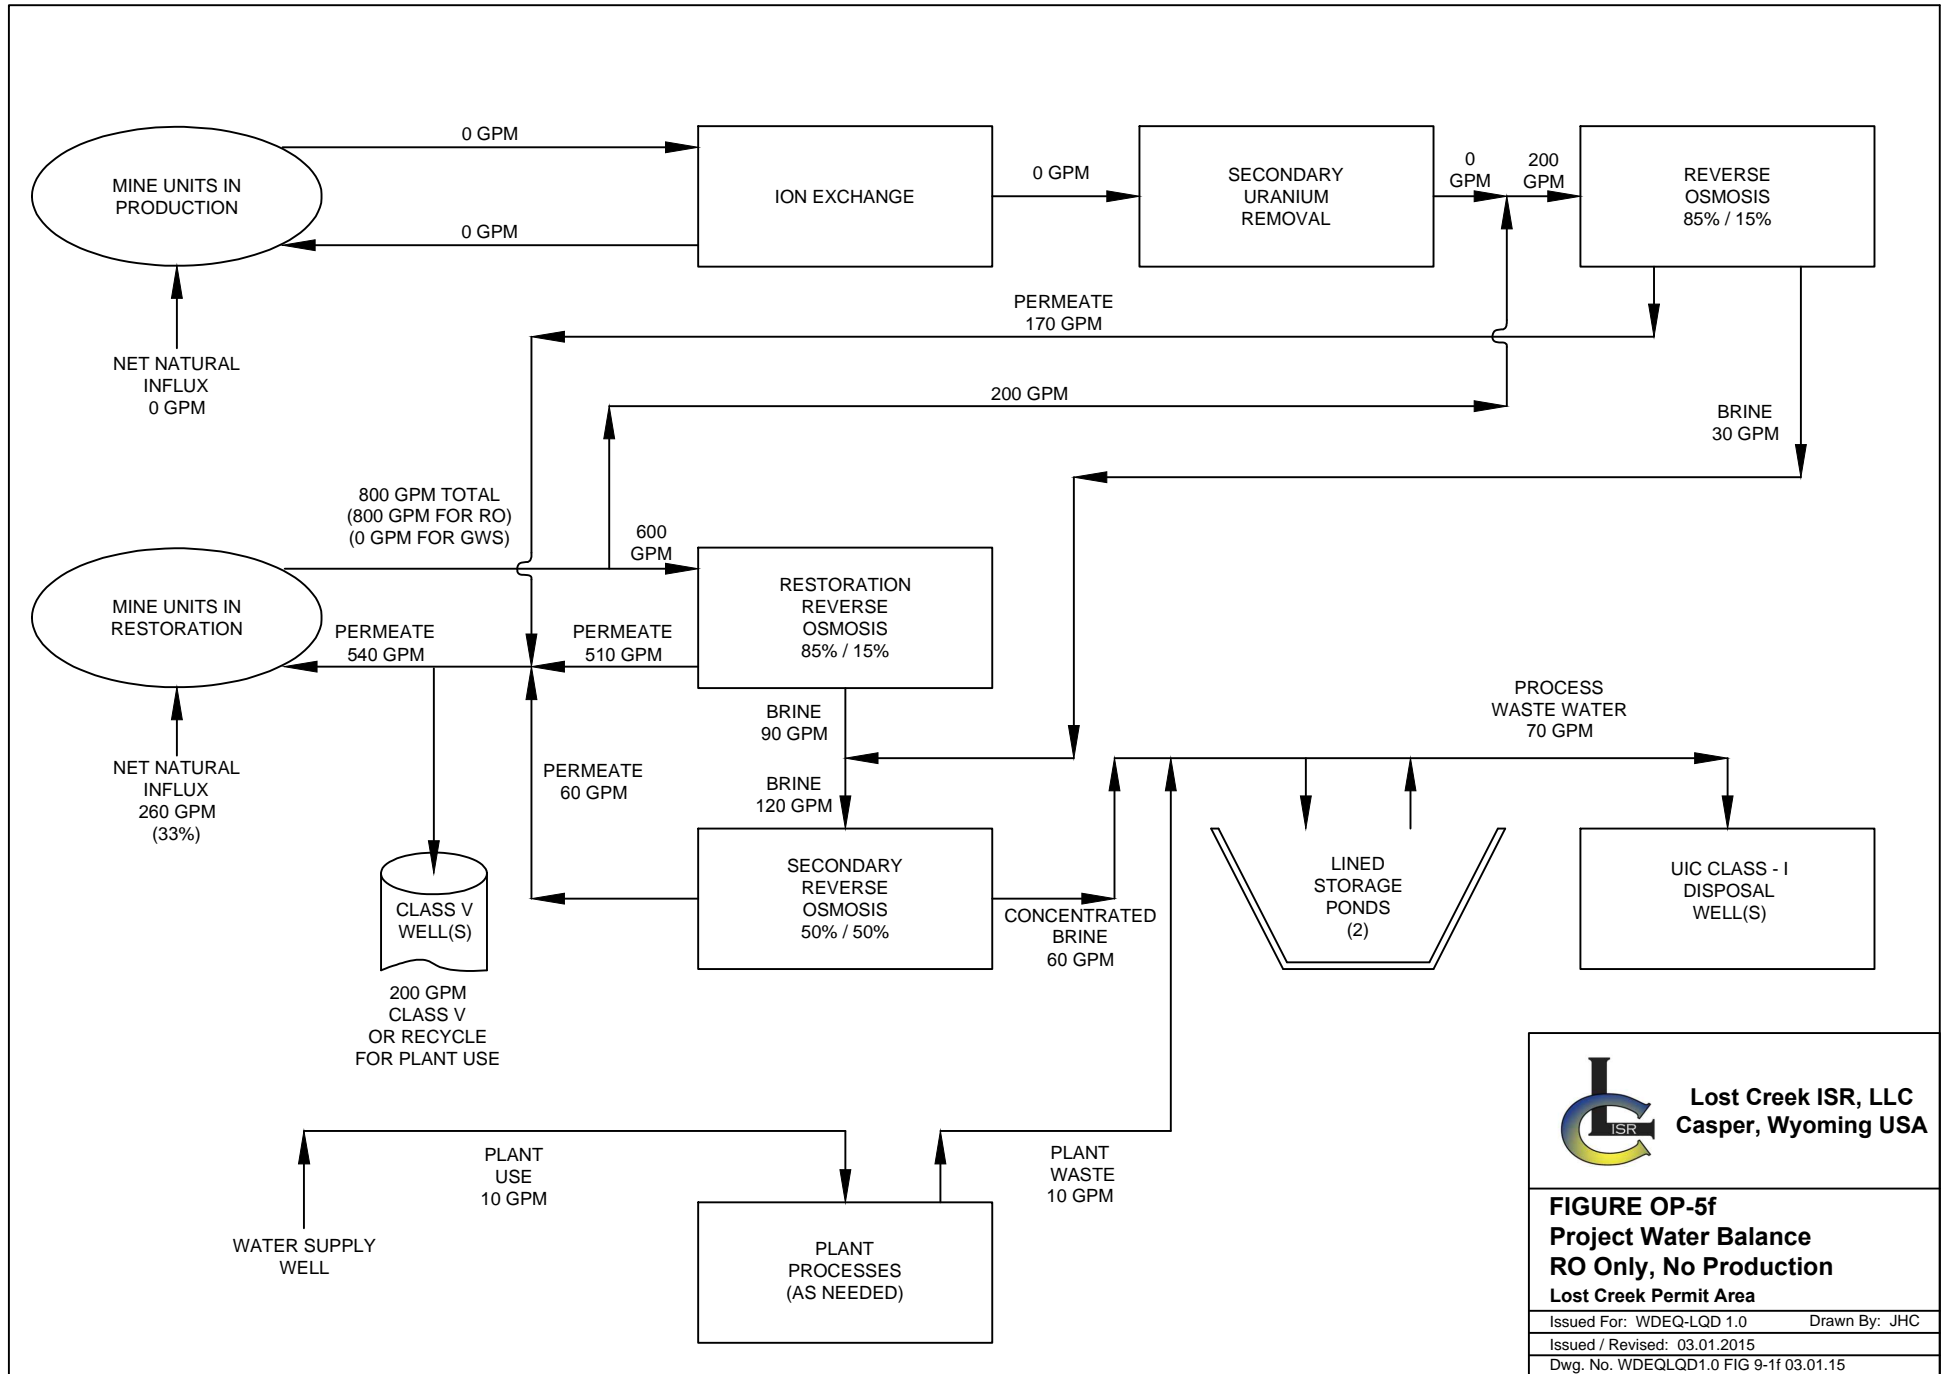 0 GPM
MINE UNITS IN
PRODUCTION
0 GPM
NET NATURAL
INFLUX
0 GPM
ION EXCHANGE
0 GPM
SECONDARY
URANIUM
REMOVAL
0
GPM
200
GPM
REVERSE
OSMOSIS
85% / 15%
PERMEATE
170 GPM
200 GPM
BRINE
30 GPM
800 GPM TOTAL
(800 GPM FOR RO)
(0 GPM FOR GWS)
600
GPM
MINE UNITS IN
RESTORATION
PERMEATE
540 GPM
PERMEATE
510 GPM
RESTORATION
REVERSE
OSMOSIS
85% / 15%
NET NATURAL
INFLUX
260 GPM
(33%)
BRINE
90 GPM
PERMEATE
60 GPM
BRINE
120 GPM
PROCESS
WASTE WATER
70 GPM
CLASS V
WELL(S)
200 GPM
CLASS V
OR RECYCLE
FOR PLANT USE
SECONDARY
REVERSE
OSMOSIS
50% / 50%
CONCENTRATED
BRINE
60 GPM
LINED
STORAGE
PONDS
(2)
UIC CLASS - I
DISPOSAL
WELL(S)
WATER SUPPLY
WELL
PLANT
USE
10 GPM
PLANT
PROCESSES
(AS NEEDED)
PLANT
WASTE
10 GPM
LC
ISR
Lost Creek ISR, LLC
Casper, Wyoming USA
FIGURE OP-5f
Project Water Balance
RO Only, No Production
Lost Creek Permit Area
Issued For: WDEQ-LQD 1.0 Drawn By: JHC
Issued / Revised: 03.01.2015
Dwg. No. WDEQLQD1.0 FIG 9-1f 03.01.15